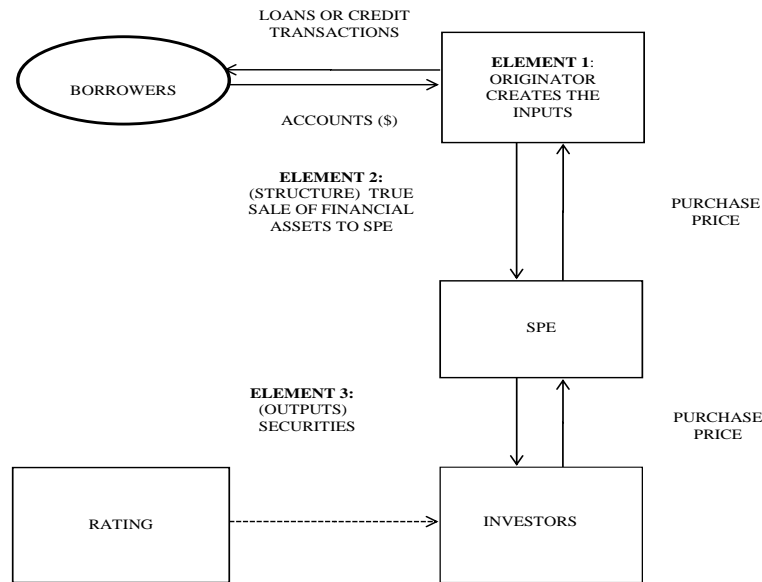 LOANS OR CREDIT
TRANSACTIONS
BORROWERS
ELEMENT 1:
ORIGINATOR
CREATES THE
INPUTS
ACCOUNTS ($)
ELEMENT 2:
(STRUCTURE) TRUE
SALE OF FINANCIAL
ASSETS TO SPE
PURCHASE
PRICE
SPE
ELEMENT 3:
(OUTPUTS)
SECURITIES
PURCHASE
PRICE
RATING
INVESTORS